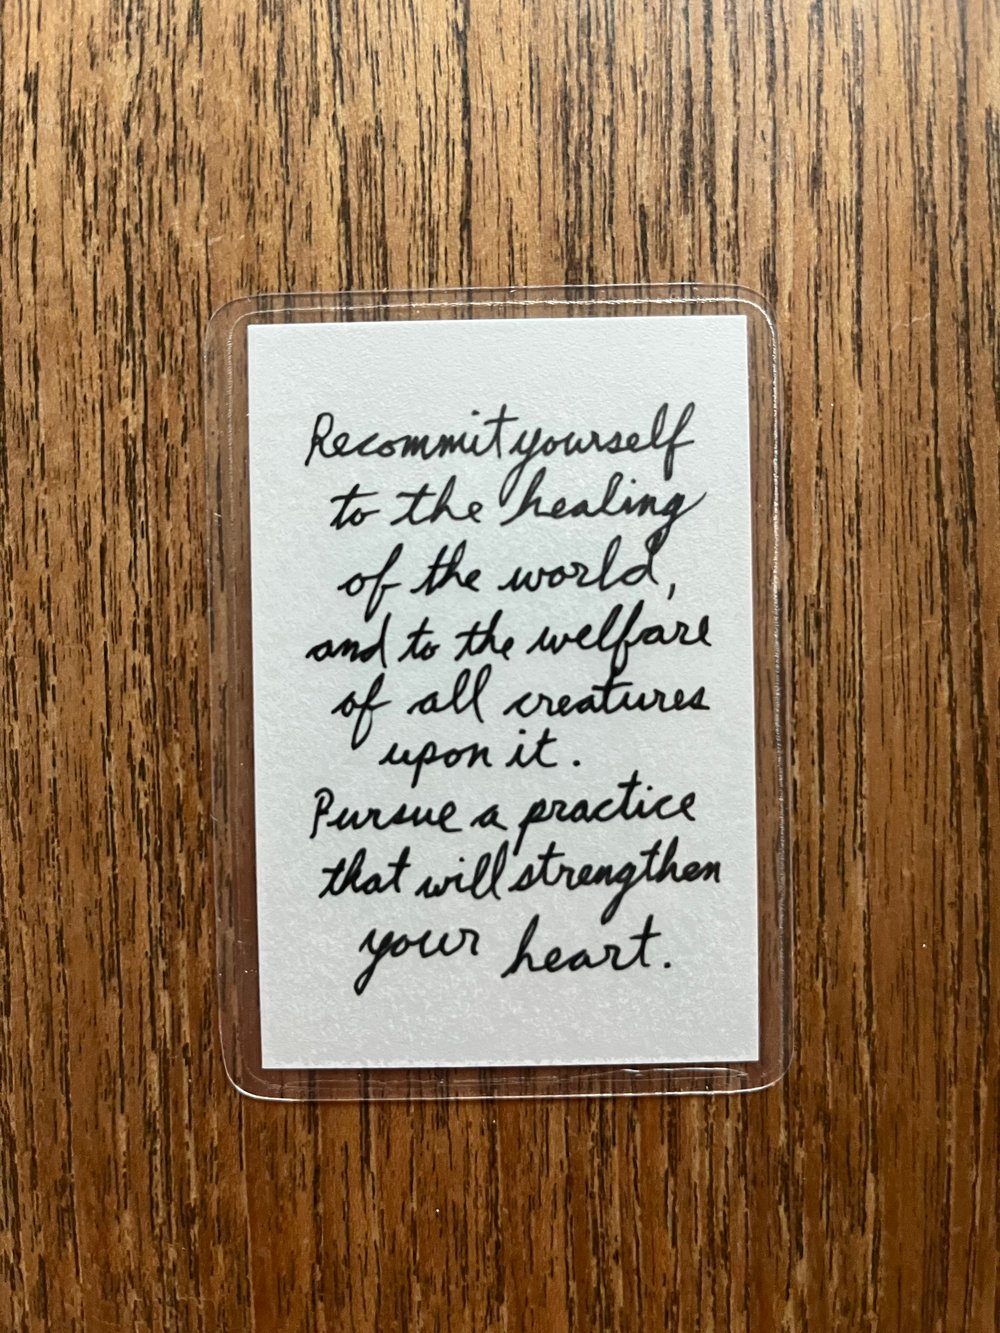 Recommit yourself
to the healing
of the world,
and to the welfare
of all creatures
upon it.
Pursue a practice
that will strengthen
your heart.